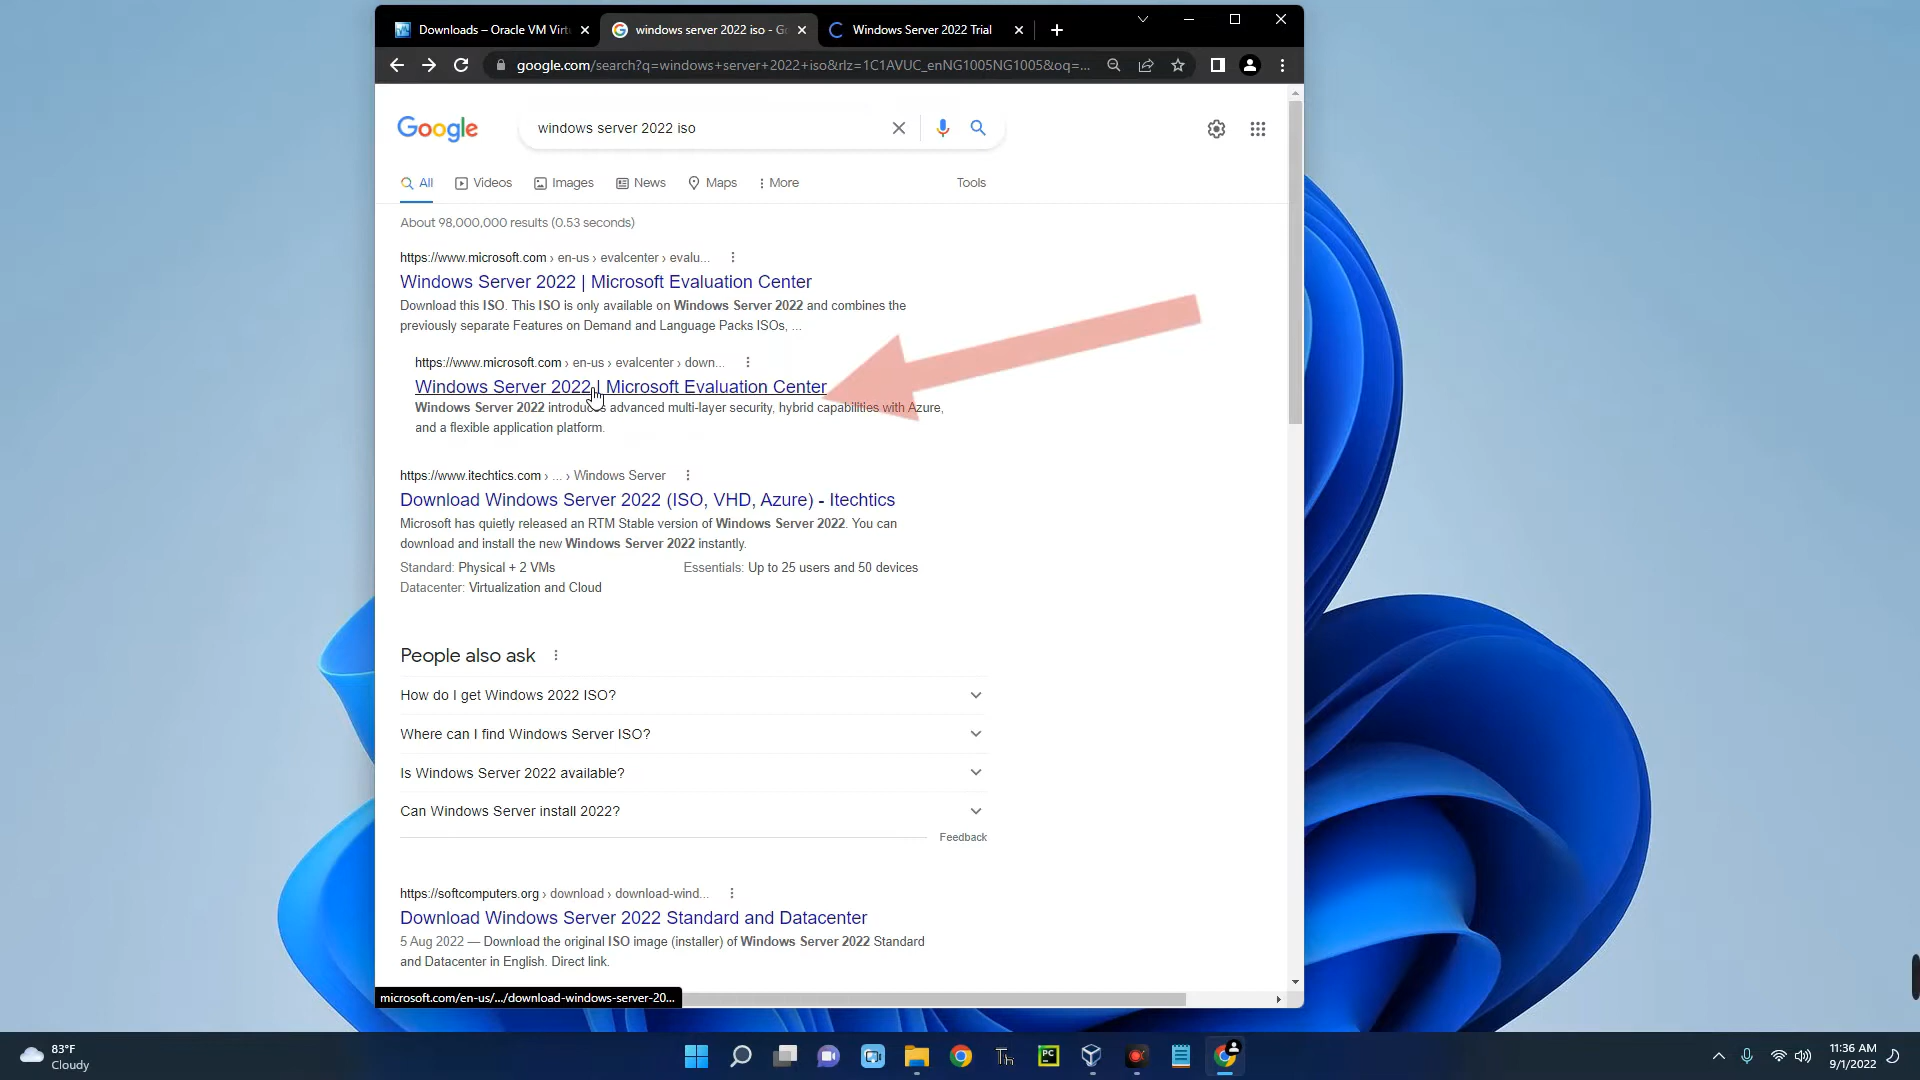 Downloads – Oracle VM Virtu
windows server 2022 iso - Go
Windows Server 2022 Trial
google.com/search?q=windows+server+2022+iso&rlz=1C1AVUC_enNG1005NG1005&oq=...
Google
windows server 2022 iso
All
Videos
Images
News
Maps
More
Tools
About 98,000,000 results (0.53 seconds)
https://www.microsoft.com › en-us › evalcenter › evalu...
Windows Server 2022 | Microsoft Evaluation Center
Download this ISO. This ISO is only available on Windows Server 2022 and combines the
previously separate Features on Demand and Language Packs ISOs, ...
https://www.microsoft.com › en-us › evalcenter › down...
Windows Server 2022 | Microsoft Evaluation Center
Windows Server 2022 introduces advanced multi-layer security, hybrid capabilities with Azure,
and a flexible application platform.
https://www.itechtics.com › ... › Windows Server
Download Windows Server 2022 (ISO, VHD, Azure) - Itechtics
Microsoft has quietly released an RTM Stable version of Windows Server 2022. You can
download and install the new Windows Server 2022 instantly.
Standard: Physical + 2 VMs
Essentials: Up to 25 users and 50 devices
Datacenter: Virtualization and Cloud
People also ask
How do I get Windows 2022 ISO?
Where can I find Windows Server ISO?
Is Windows Server 2022 available?
Can Windows Server install 2022?
Feedback
https://softcomputers.org › download › download-wind...
Download Windows Server 2022 Standard and Datacenter
5 Aug 2022 — Download the original ISO image (installer) of Windows Server 2022 Standard
and Datacenter in English. Direct link.
microsoft.com/en-us/.../download-windows-server-20...
83°F
Cloudy
Th
PC
11:36 AM
9/1/2022